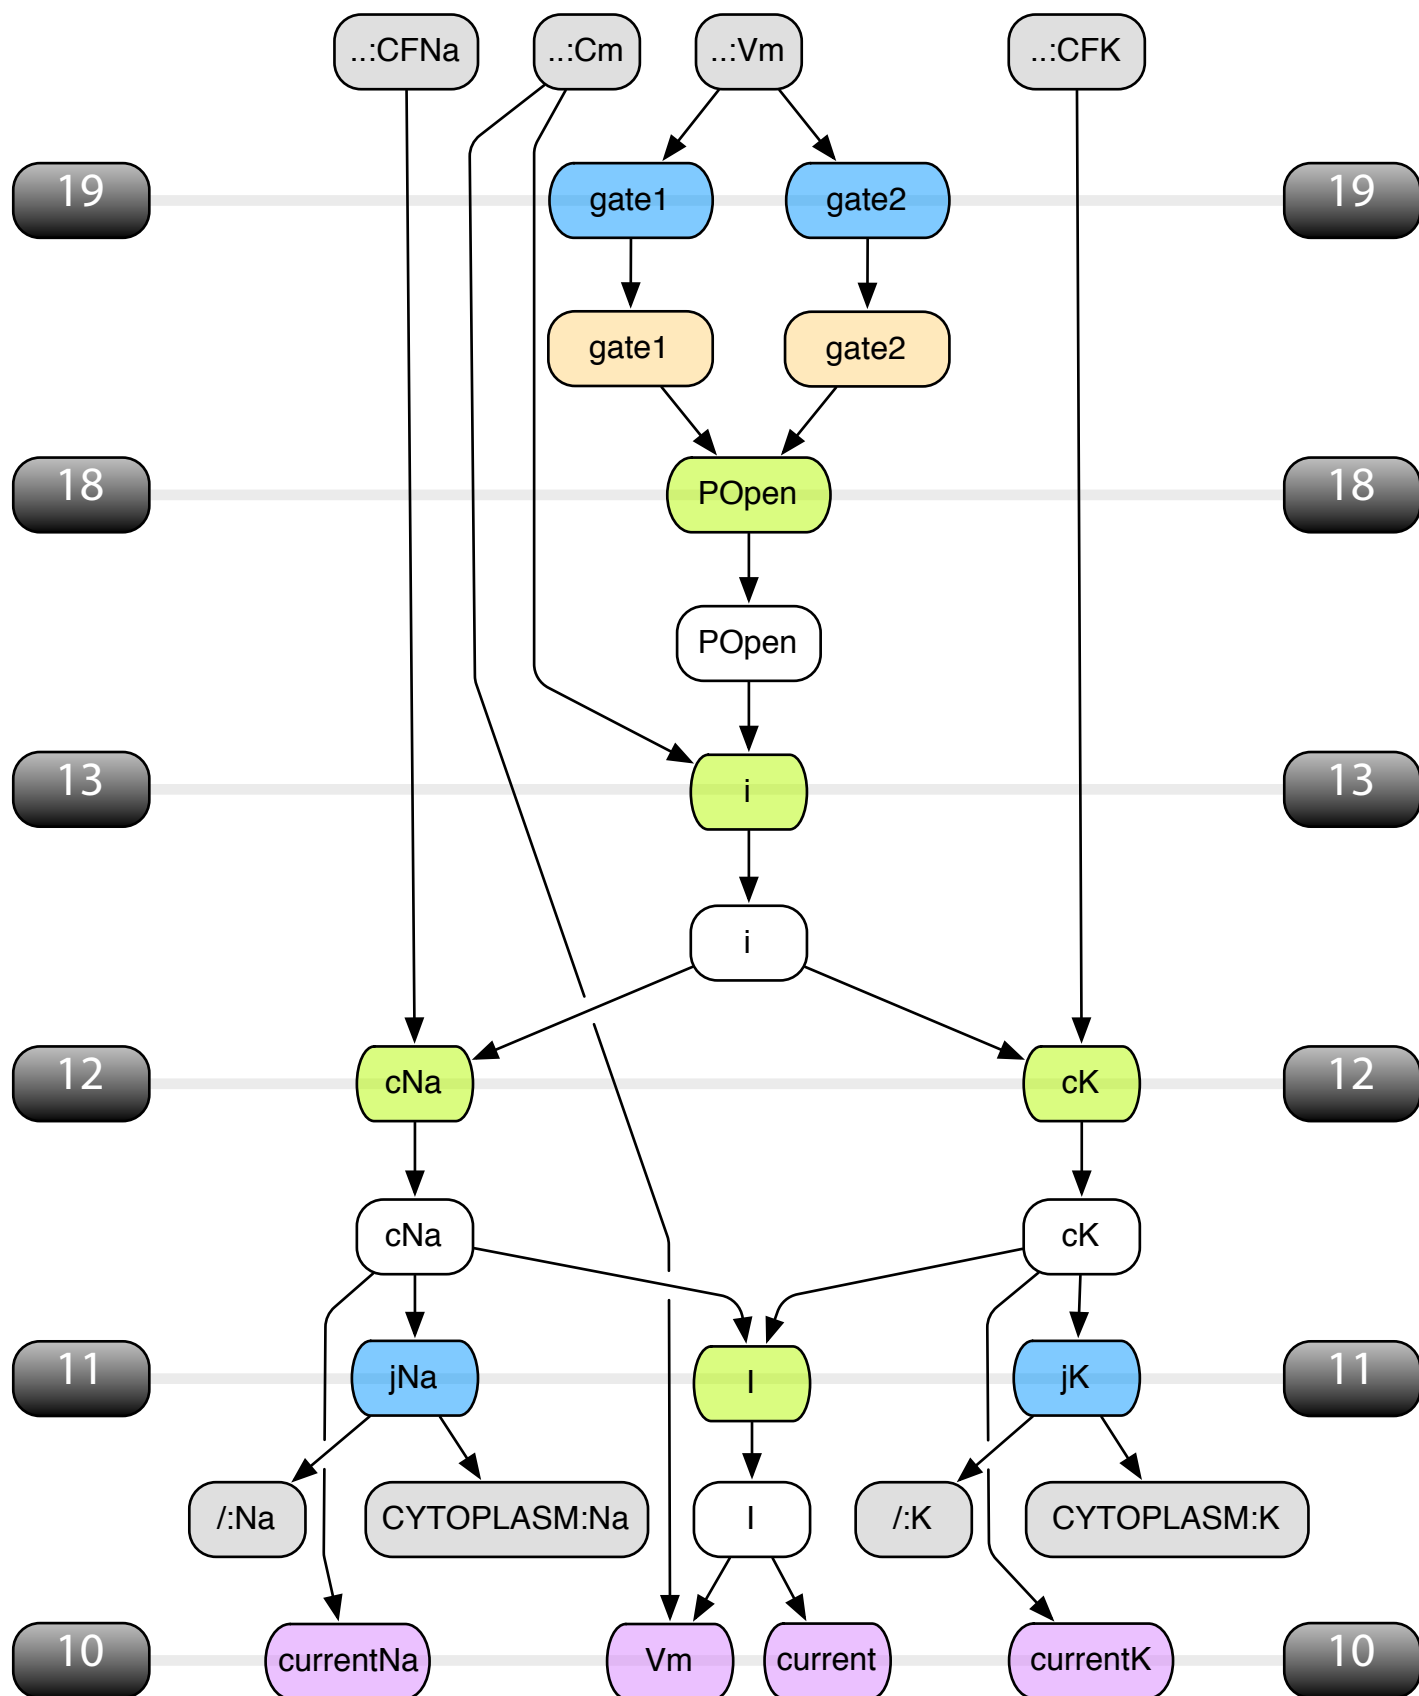 ..:CFNa ..:Cm ..:Vm ..:CFK
19 gate1 gate2 19
gate1 gate2
18 POpen 18
POpen
13 i 13
i
12 cNa cK 12
cNa cK
11 jNa I jK 11
/:Na CYTOPLASM:Na I /:K CYTOPLASM:K
10 currentNa Vm current currentK 10